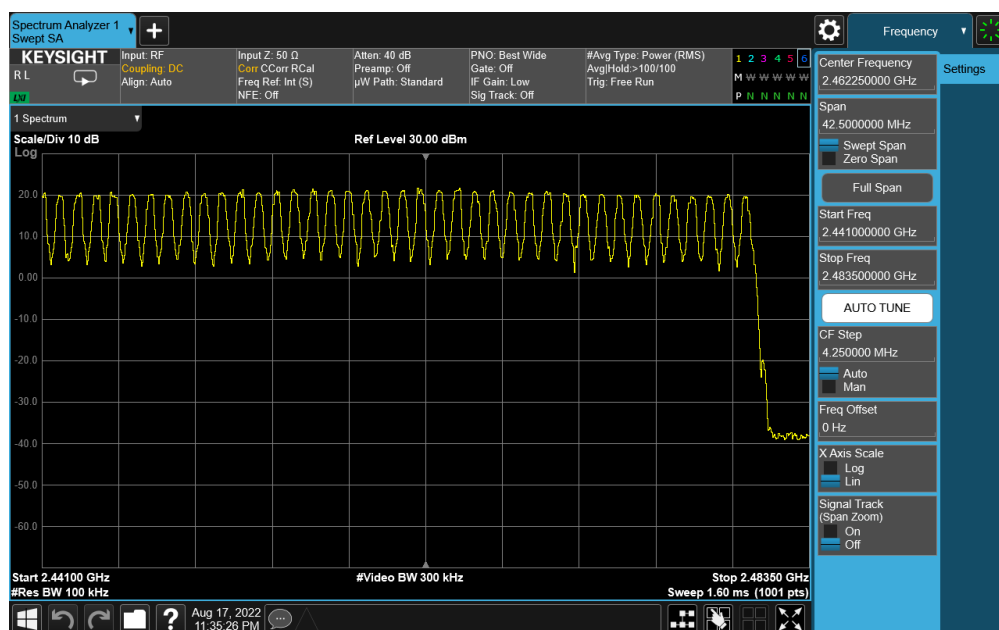 Spectrum Analyzer 1
Swept SA
Frequency
KEYSIGHT
RL
LXI
Input: RF
Coupling: DC
Align: Auto
Input Z: 50 Ω
Corr CCorr RCal
Freq Ref: Int (S)
NFE: Off
Atten: 40 dB
Preamp: Off
µW Path: Standard
PNO: Best Wide
Gate: Off
IF Gain: Low
Sig Track: Off
#Avg Type: Power (RMS)
Avg|Hold:>100/100
Trig: Free Run
1 2 3 4 5 6
M W W W W W
P N N N N N
1 Spectrum
Scale/Div 10 dB
Ref Level 30.00 dBm
Log
20.0
10.0
0.00
-10.0
-20.0
-30.0
-40.0
-50.0
-60.0
Start 2.44100 GHz
#Video BW 300 kHz
Stop 2.48350 GHz
#Res BW 100 kHz
Sweep 1.60 ms (1001 pts)
Center Frequency
2.462250000 GHz
Settings
Span
42.5000000 MHz
Swept Span
Zero Span
Full Span
Start Freq
2.441000000 GHz
Stop Freq
2.483500000 GHz
AUTO TUNE
CF Step
4.250000 MHz
Auto
Man
Freq Offset
0 Hz
X Axis Scale
Log
Lin
Signal Track
(Span Zoom)
On
Off
?
Aug 17, 2022
11:35:26 PM